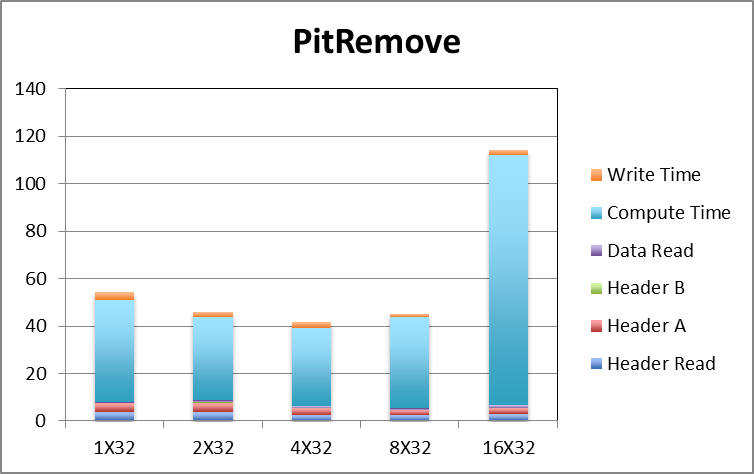 PitRemove
140
120
100
80
60
40
20
0
1X32
2X32
4X32
8X32
16X32
Write Time
Compute Time
Data Read
Header B
Header A
Header Read